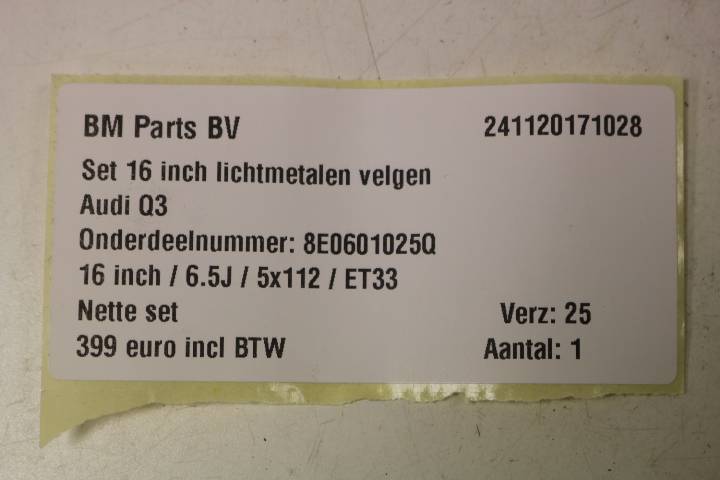 BM Parts BV 241120171028
Set 16 inch lichtmetalen velgen
Audi Q3
Onderdeelnummer: 8E0601025Q
16 inch / 6.5J / 5x112 / ET33
Nette set Verz: 25
399 euro incl BTW Aantal: 1